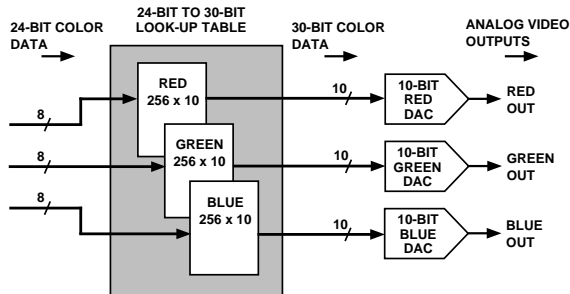 24-BIT COLOR
DATA
24-BIT TO 30-BIT
LOOK-UP TABLE
30-BIT COLOR
DATA
ANALOG VIDEO
OUTPUTS
8
RED
256 x 10
10
10-BIT
RED
DAC
RED
OUT
8
GREEN
256 x 10
10
10-BIT
GREEN
DAC
GREEN
OUT
8
BLUE
256 x 10
10
10-BIT
BLUE
DAC
BLUE
OUT